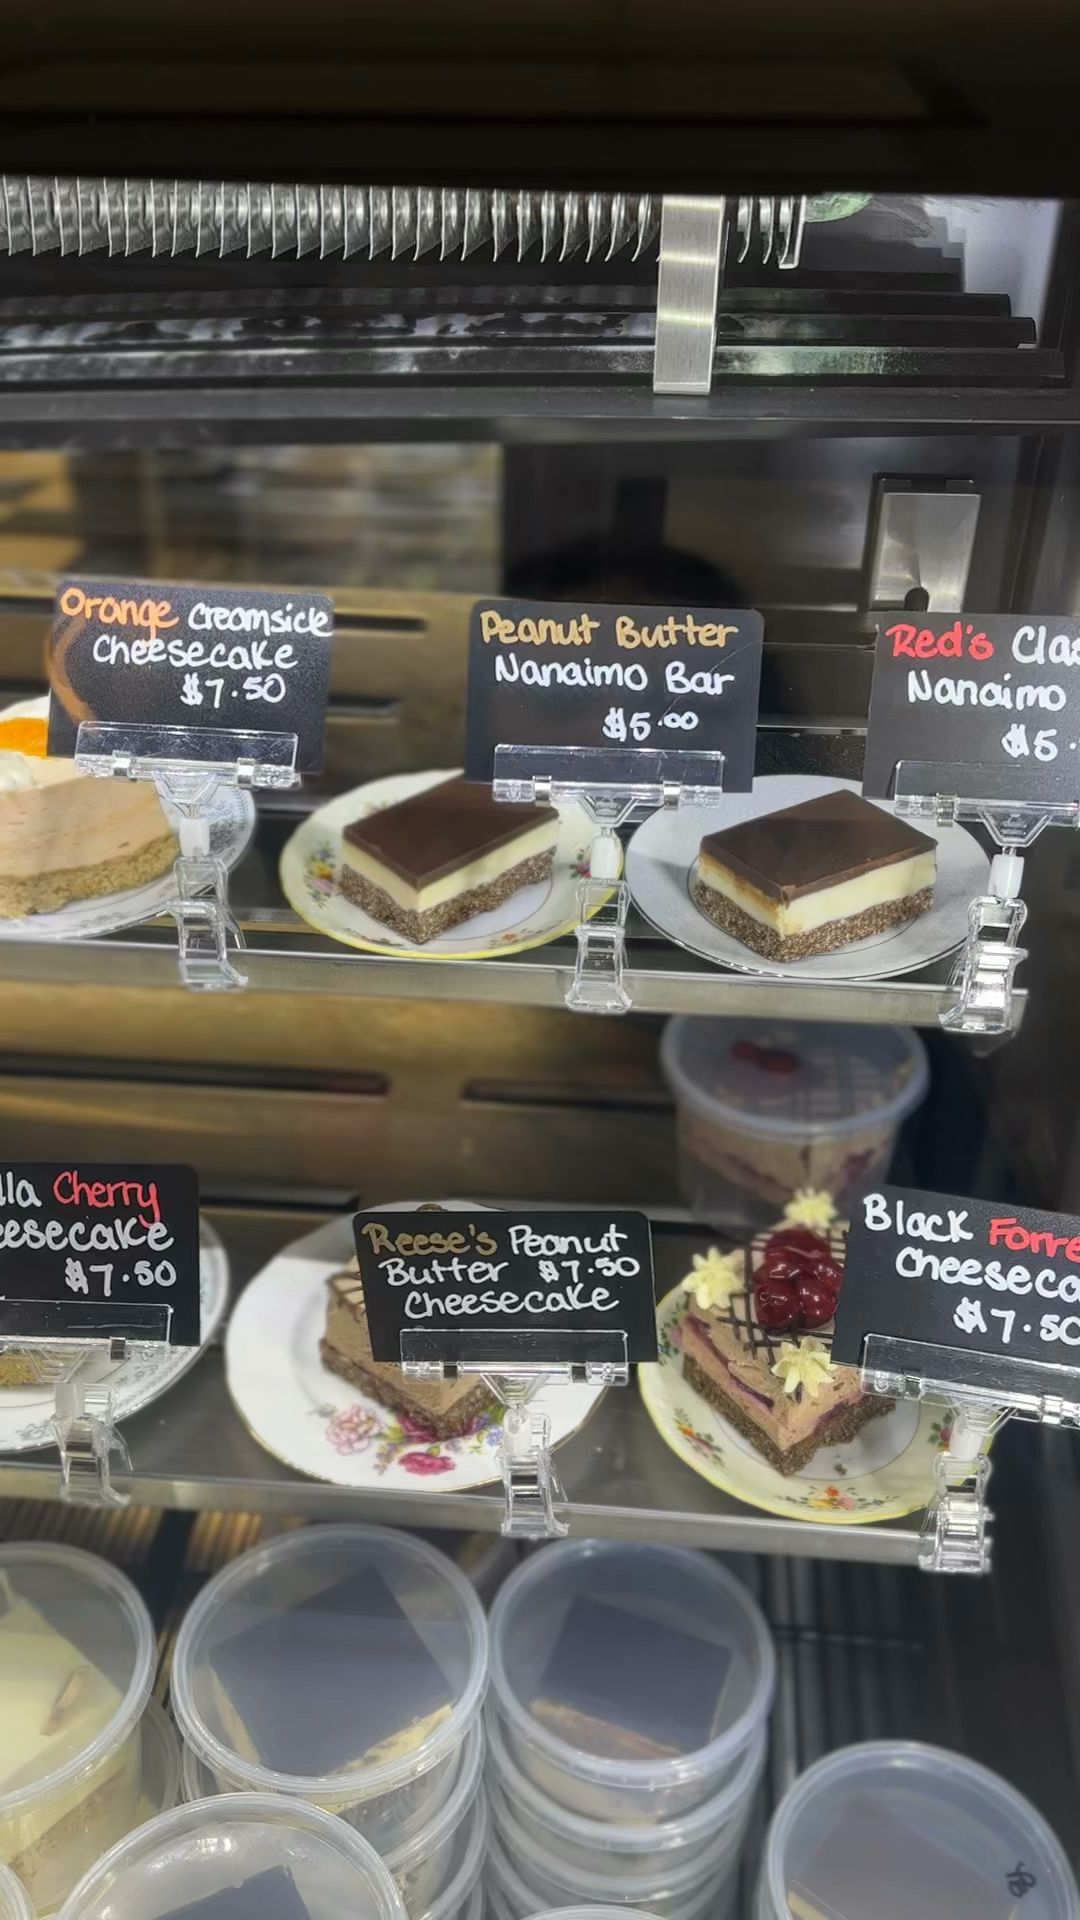 Orange Creamsicle
Cheesecake
$7.50
Peanut Butter
Nanaimo Bar
$5.00
Red's Clas
Nanaimo
$5.
lla Cherry
eesecake
$7.50
Reese's Peanut
Butter $7.50
Cheesecake
Black Forre
Cheeseca
$7.50